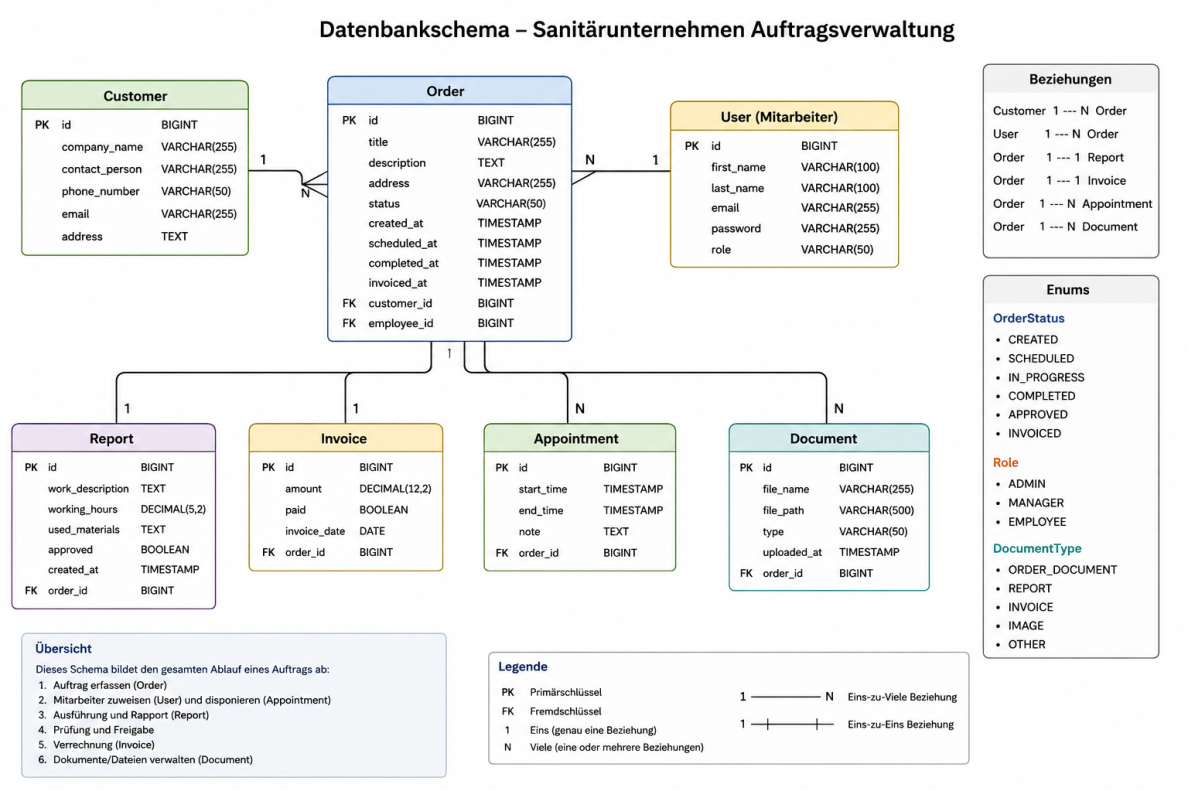 Datenbankschema – Sanitärunternehmen Auftragsverwaltung
Customer
PK id BIGINT
company_name VARCHAR(255)
contact_person VARCHAR(255)
phone_number VARCHAR(50)
email VARCHAR(255)
address TEXT
1
N
Order
PK id BIGINT
title VARCHAR(255)
description TEXT
address VARCHAR(255)
status VARCHAR(50)
created_at TIMESTAMP
scheduled_at TIMESTAMP
completed_at TIMESTAMP
invoiced_at TIMESTAMP
FK customer_id BIGINT
FK employee_id BIGINT
N 1
User (Mitarbeiter)
PK id BIGINT
first_name VARCHAR(100)
last_name VARCHAR(100)
email VARCHAR(255)
password VARCHAR(255)
role VARCHAR(50)
Beziehungen
Customer 1 --- N Order
User 1 --- N Order
Order 1 --- 1 Report
Order 1 --- 1 Invoice
Order 1 --- N Appointment
Order 1 --- N Document
Enums
OrderStatus
• CREATED
• SCHEDULED
• IN_PROGRESS
• COMPLETED
• APPROVED
• INVOICED
Role
• ADMIN
• MANAGER
• EMPLOYEE
DocumentType
• ORDER_DOCUMENT
• REPORT
• INVOICE
• IMAGE
• OTHER
1
1 1 N N
Report
PK id BIGINT
work_description TEXT
working_hours DECIMAL(5,2)
used_materials TEXT
approved BOOLEAN
created_at TIMESTAMP
FK order_id BIGINT
Invoice
PK id BIGINT
amount DECIMAL(12,2)
paid BOOLEAN
invoice_date DATE
FK order_id BIGINT
Appointment
PK id BIGINT
start_time TIMESTAMP
end_time TIMESTAMP
note TEXT
FK order_id BIGINT
Document
PK id BIGINT
file_name VARCHAR(255)
file_path VARCHAR(500)
type VARCHAR(50)
uploaded_at TIMESTAMP
FK order_id BIGINT
Übersicht
Dieses Schema bildet den gesamten Ablauf eines Auftrags ab:
1. Auftrag erfassen (Order)
2. Mitarbeiter zuweisen (User) und disponieren (Appointment)
3. Ausführung und Rapport (Report)
4. Prüfung und Freigabe
5. Verrechnung (Invoice)
6. Dokumente/Dateien verwalten (Document)
Legende
PK Primärschlüssel
FK Fremdschlüssel
1 Eins (genau eine Beziehung)
N Viele (eine oder mehrere Beziehungen)
1 N Eins-zu-Viele Beziehung
1 Eins-zu-Eins Beziehung